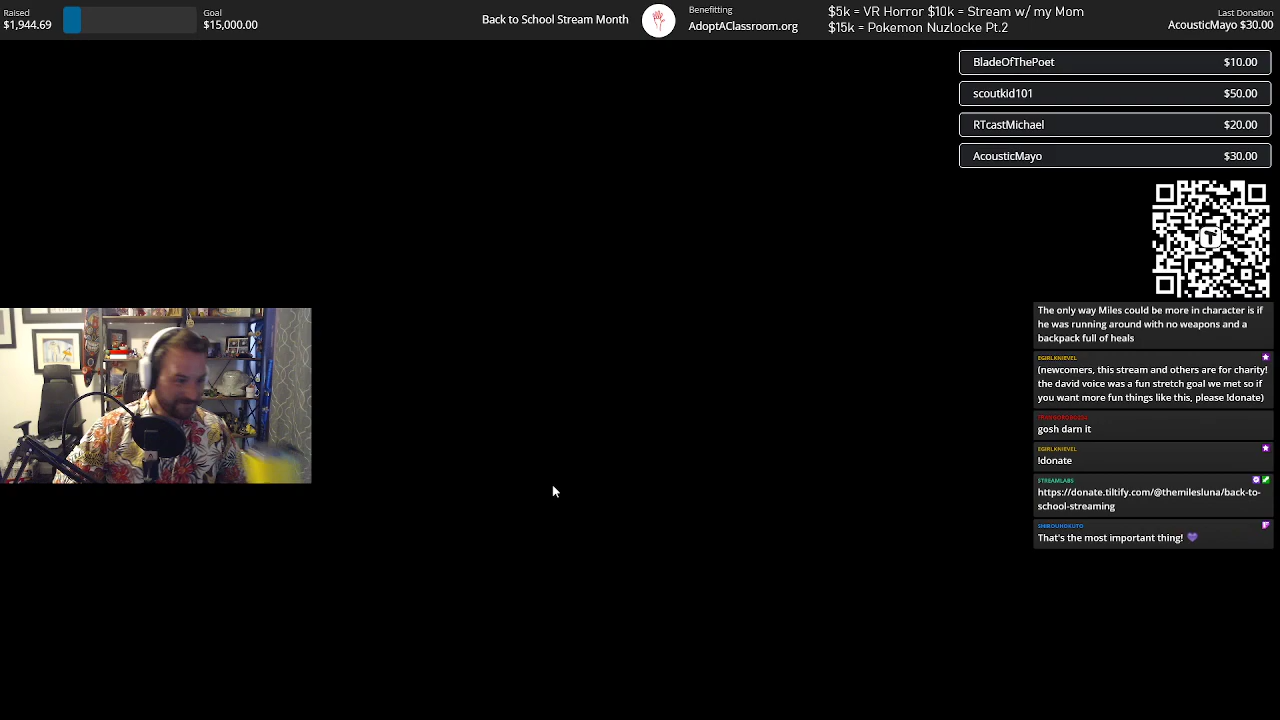 Raised
$1,944.69
Goal
$15,000.00
Back to School Stream Month
Benefitting
AdoptAClassroom.org
$5k = VR Horror $10k = Stream w/ my Mom
$15k = Pokemon Nuzlocke Pt.2
Last Donation
AcousticMayo $30.00
BladeOfThePoet $10.00
scoutkid101 $50.00
RTcastMichael $20.00
AcousticMayo $30.00
The only way Miles could be more in character is if
he was running around with no weapons and a
backpack full of heals
EGIRLKNIEVEL
(newcomers, this stream and others are for charity!
the david voice was a fun stretch goal we met so if
you want more fun things like this, please !donate)
gosh darn it
EGIRLKNIEVEL
!donate
STREAMLABS
https://donate.tiltify.com/@themilesluna/back-to-
school-streaming
SHIROUHOKUTO
That's the most important thing! 💜